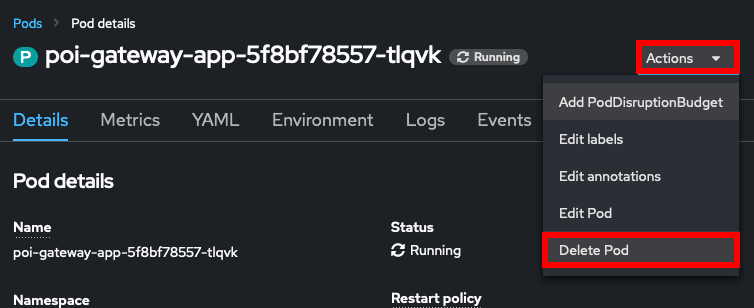 Pods > Pod details
P poi-gateway-app-5f8bf78557-tlqvk Running
Actions
Add PodDisruptionBudget
Edit labels
Edit annotations
Edit Pod
Delete Pod
Details Metrics YAML Environment Logs Events
Pod details
Name
poi-gateway-app-5f8bf78557-tlqvk
Status
Running
Namespace
Restart policy